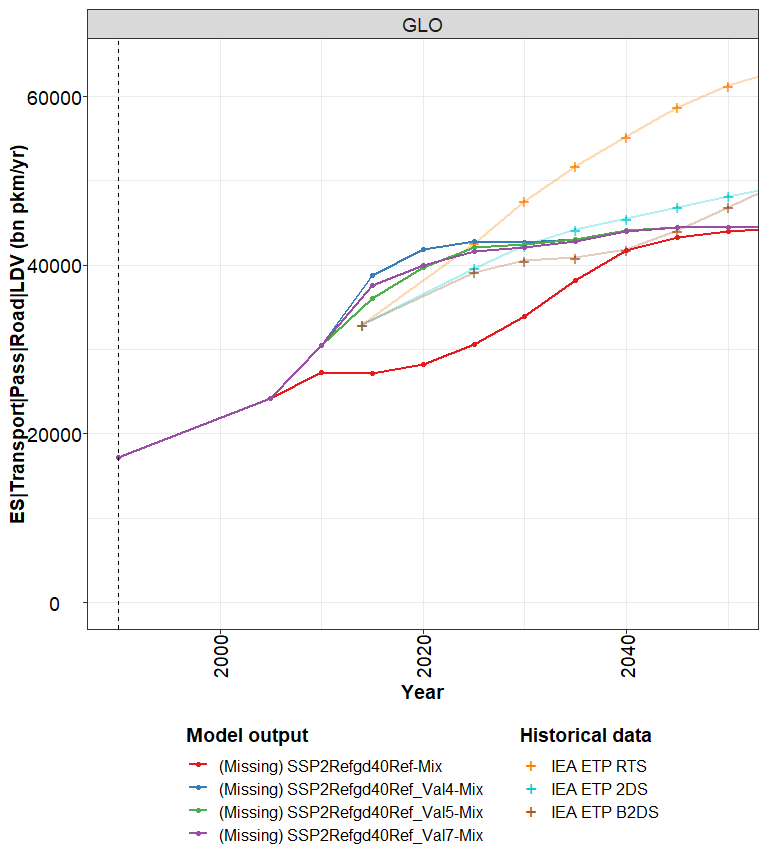 GLO
ES|Transport|Pass|Road|LDV (bn pkm/yr)
60000
40000
20000
0
2000
2020
2040
Year
Model output
(Missing) SSP2Refgd40Ref-Mix
(Missing) SSP2Refgd40Ref_Val4-Mix
(Missing) SSP2Refgd40Ref_Val5-Mix
(Missing) SSP2Refgd40Ref_Val7-Mix
Historical data
IEA ETP RTS
IEA ETP 2DS
IEA ETP B2DS